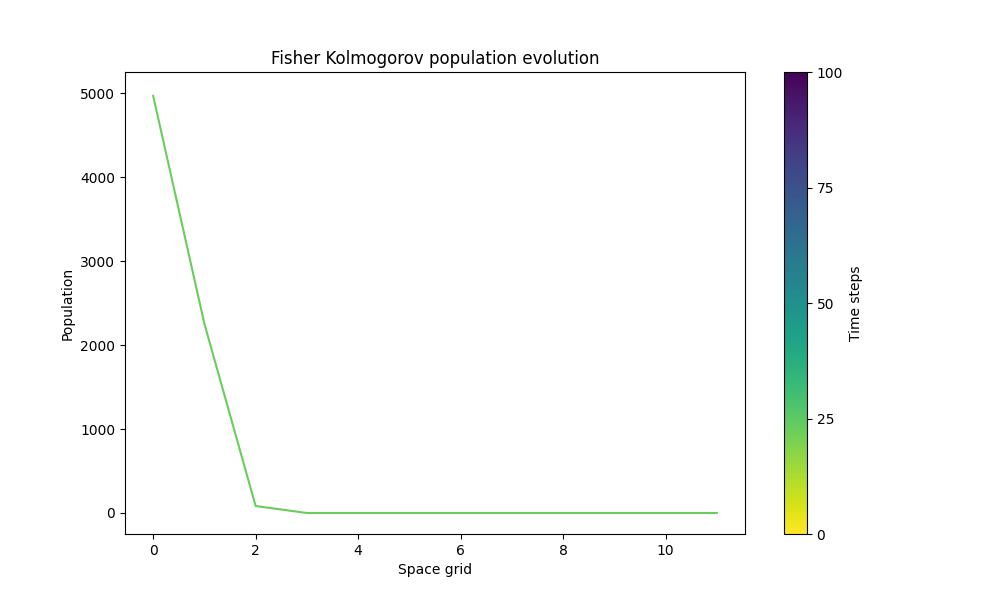 Fisher Kolmogorov population evolution
5000
4000
3000
2000
1000
0
Population
0 2 4 6 8 10
Space grid
100
75
50
25
0
Time steps